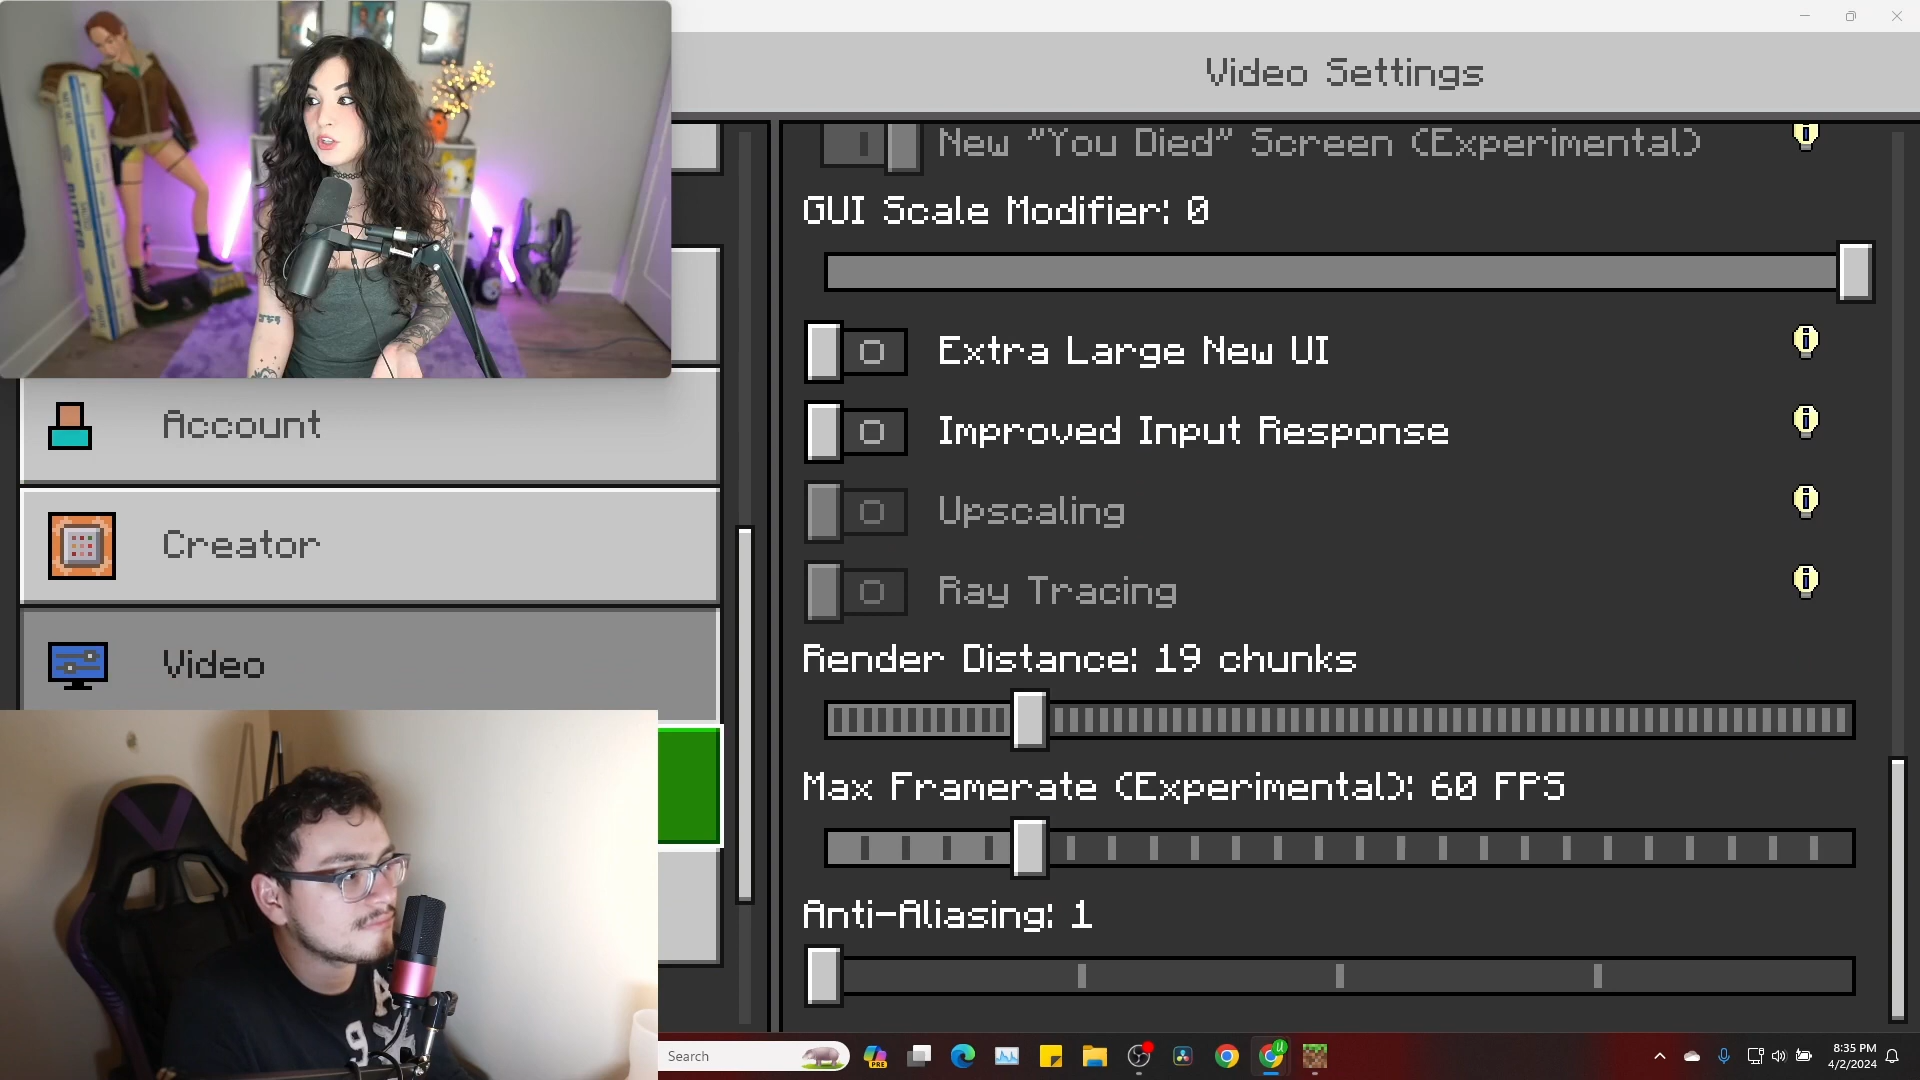 Video Settings
New "You Died" Screen (Experimental)
GUI Scale Modifier: 0
Extra Large New UI
Improved Input Response
Upscaling
Ray Tracing
Render Distance: 19 chunks
Max Framerate (Experimental): 60 FPS
Anti-Aliasing: 1
Account
Creator
Video
Search
PRE
8:35 PM
4/2/2024